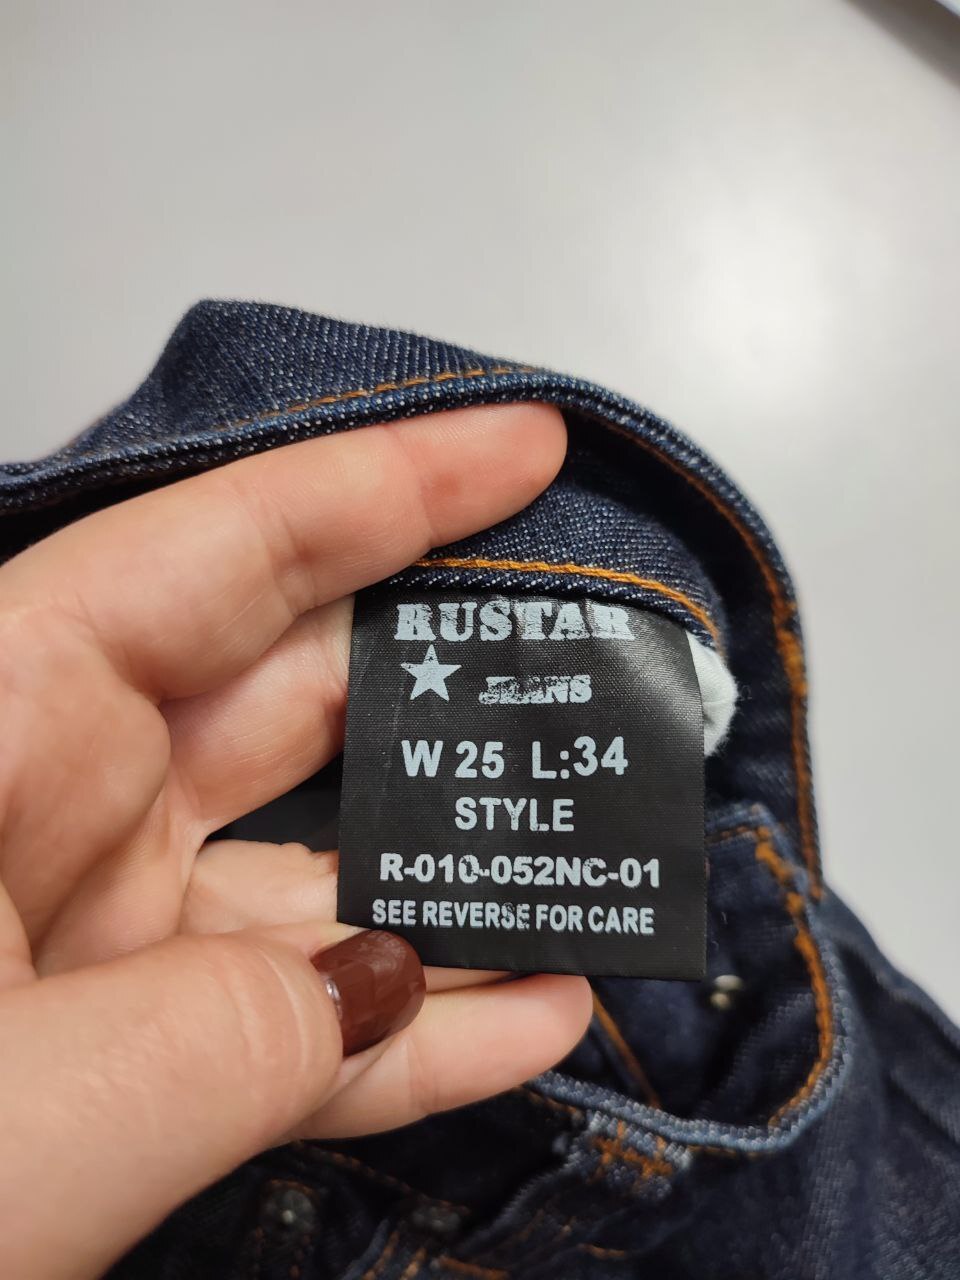 RUSTAR
JEANS
W 25 L:34
STYLE
R-010-052NC-01
SEE REVERSE FOR CARE